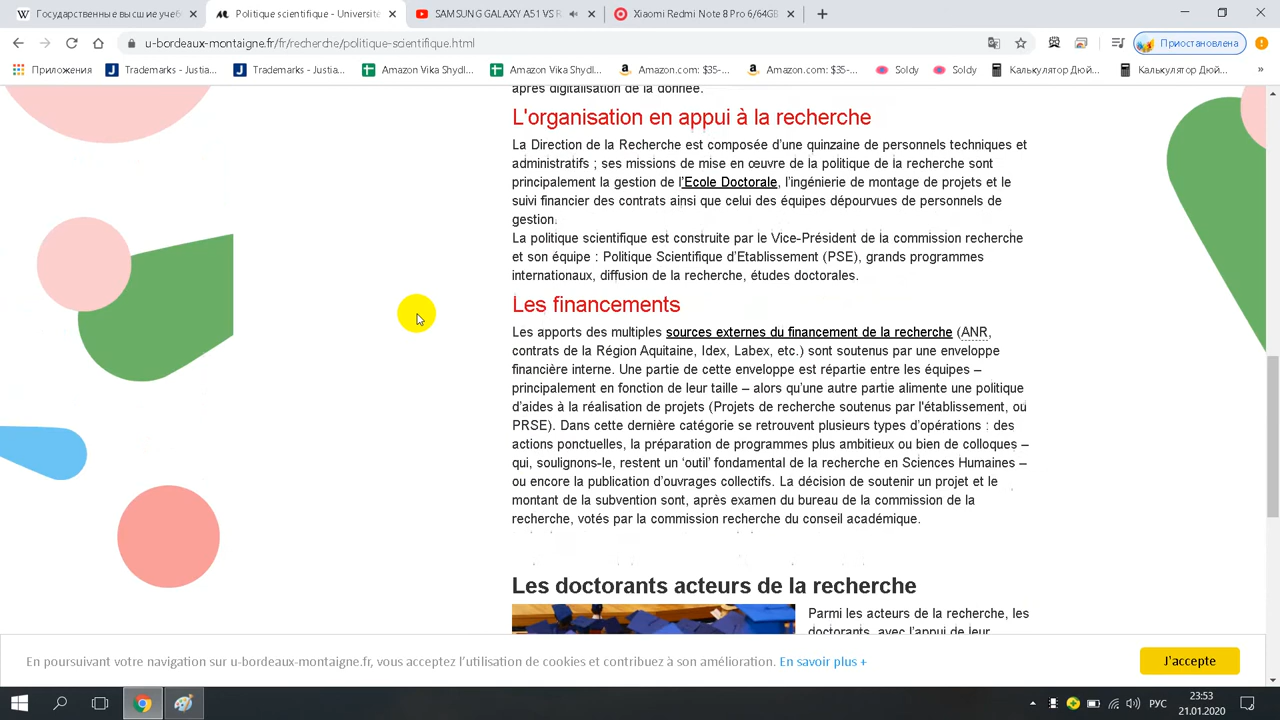 Государственные высшие учеб
Politique scientifique - Université
SAMSUNG GALAXY A51 VS R
Xiaomi Redmi Note 8 Pro 6/64GB
u-bordeaux-montaigne.fr/fr/recherche/politique-scientifique.html
Приостановлена
Приложения
Trademarks - Justia...
Trademarks - Justia...
Amazon Vika Shydl...
Amazon Vika Shydl...
Amazon.com: $35-...
Amazon.com: $35-...
Soldy
Soldy
Калькулятор Дюй...
Калькулятор Дюй...
»
après digitalisation de la donnée.
L'organisation en appui à la recherche
La Direction de la Recherche est composée d'une quinzaine de personnels techniques et
administratifs ; ses missions de mise en œuvre de la politique de la recherche sont
principalement la gestion de l'Ecole Doctorale, l'ingénierie de montage de projets et le
suivi financier des contrats ainsi que celui des équipes dépourvues de personnels de
gestion.
La politique scientifique est construite par le Vice-Président de la commission recherche
et son équipe : Politique Scientifique d'Etablissement (PSE), grands programmes
internationaux, diffusion de la recherche, études doctorales.
Les financements
Les apports des multiples sources externes du financement de la recherche (ANR,
contrats de la Région Aquitaine, Idex, Labex, etc.) sont soutenus par une enveloppe
financière interne. Une partie de cette enveloppe est répartie entre les équipes –
principalement en fonction de leur taille – alors qu'une autre partie alimente une politique
d'aides à la réalisation de projets (Projets de recherche soutenus par l'établissement, ou
PRSE). Dans cette dernière catégorie se retrouvent plusieurs types d'opérations : des
actions ponctuelles, la préparation de programmes plus ambitieux ou bien de colloques –
qui, soulignons-le, restent un 'outil' fondamental de la recherche en Sciences Humaines –
ou encore la publication d'ouvrages collectifs. La décision de soutenir un projet et le
montant de la subvention sont, après examen du bureau de la commission de la
recherche, votés par la commission recherche du conseil académique.
Les doctorants acteurs de la recherche
Parmi les acteurs de la recherche, les
doctorants, avec l'appui de leur
En poursuivant votre navigation sur u-bordeaux-montaigne.fr, vous acceptez l'utilisation de cookies et contribuez à son amélioration. En savoir plus +
J'accepte
РУС
23:53
21.01.2020